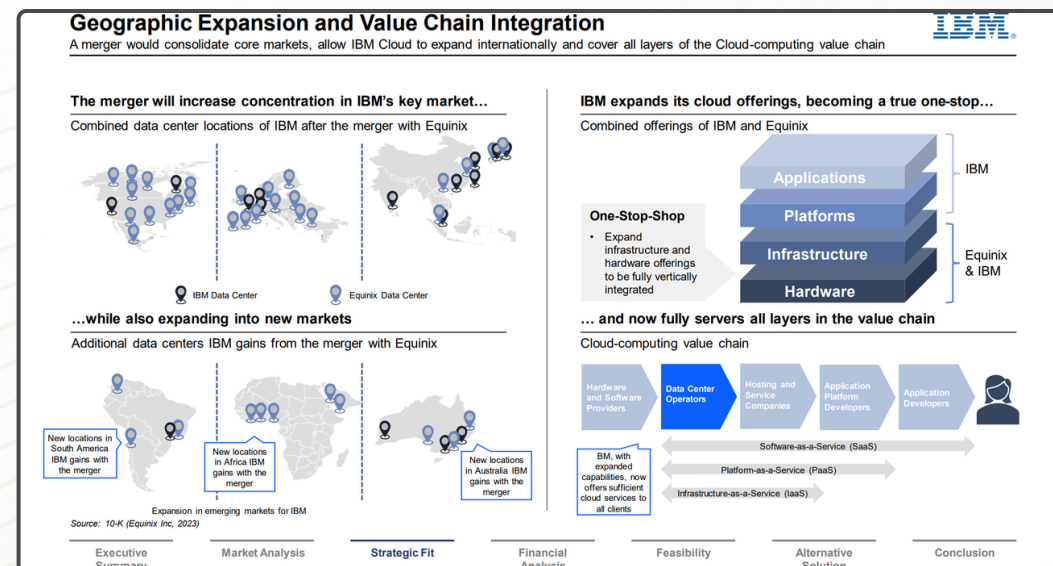 Geographic Expansion and Value Chain Integration
IBM
A merger would consolidate core markets, allow IBM Cloud to expand internationally and cover all layers of the Cloud-computing value chain
The merger will increase concentration in IBM's key market…
Combined data center locations of IBM after the merger with Equinix
IBM Data Center
Equinix Data Center
IBM expands its cloud offerings, becoming a true one-stop…
Combined offerings of IBM and Equinix
One-Stop-Shop
• Expand
infrastructure and
hardware offerings
to be fully vertically
integrated
Applications
Platforms
Infrastructure
Hardware
IBM
Equinix
& IBM
…while also expanding into new markets
Additional data centers IBM gains from the merger with Equinix
New locations in
South America
IBM gains with
the merger
New locations
in Africa IBM
gains with the
merger
New locations
in Australia IBM
gains with the
merger
Expansion in emerging markets for IBM
Source: 10-K (Equinix Inc, 2023)
… and now fully servers all layers in the value chain
Cloud-computing value chain
Hardware
and Software
Providers
Data Center
Operators
Hosting and
Service
Companies
Application
Platform
Developers
Application
Developers
BM, with
expanded
capabilities, now
offers sufficient
cloud services to
all clients
Software-as-a-Service (SaaS)
Platform-as-a-Service (PaaS)
Infrastructure-as-a-Service (IaaS)
Executive
Summary
Market Analysis
Strategic Fit
Financial
Analysis
Feasibility
Alternative
Solution
Conclusion